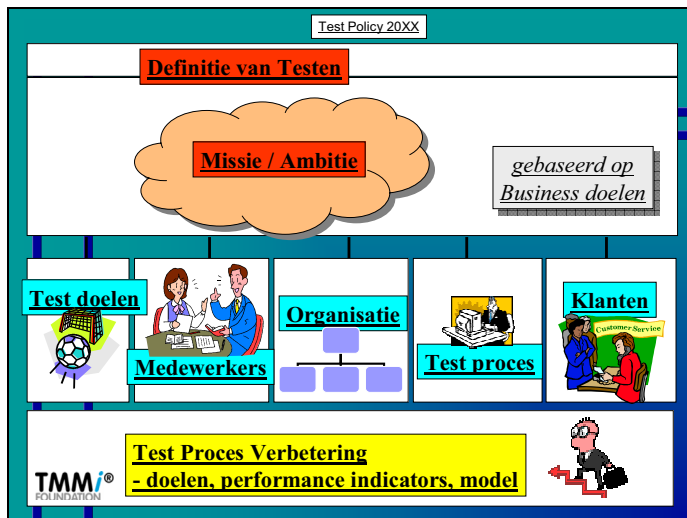 Test Policy 20XX
Definitie van Testen
Missie / Ambitie
gebaseerd op
Business doelen
Test doelen
Medewerkers
Organisatie
Test proces
Klanten
Customer Service
Test Proces Verbetering
- doelen, performance indicators, model
TMMi®
FOUNDATION